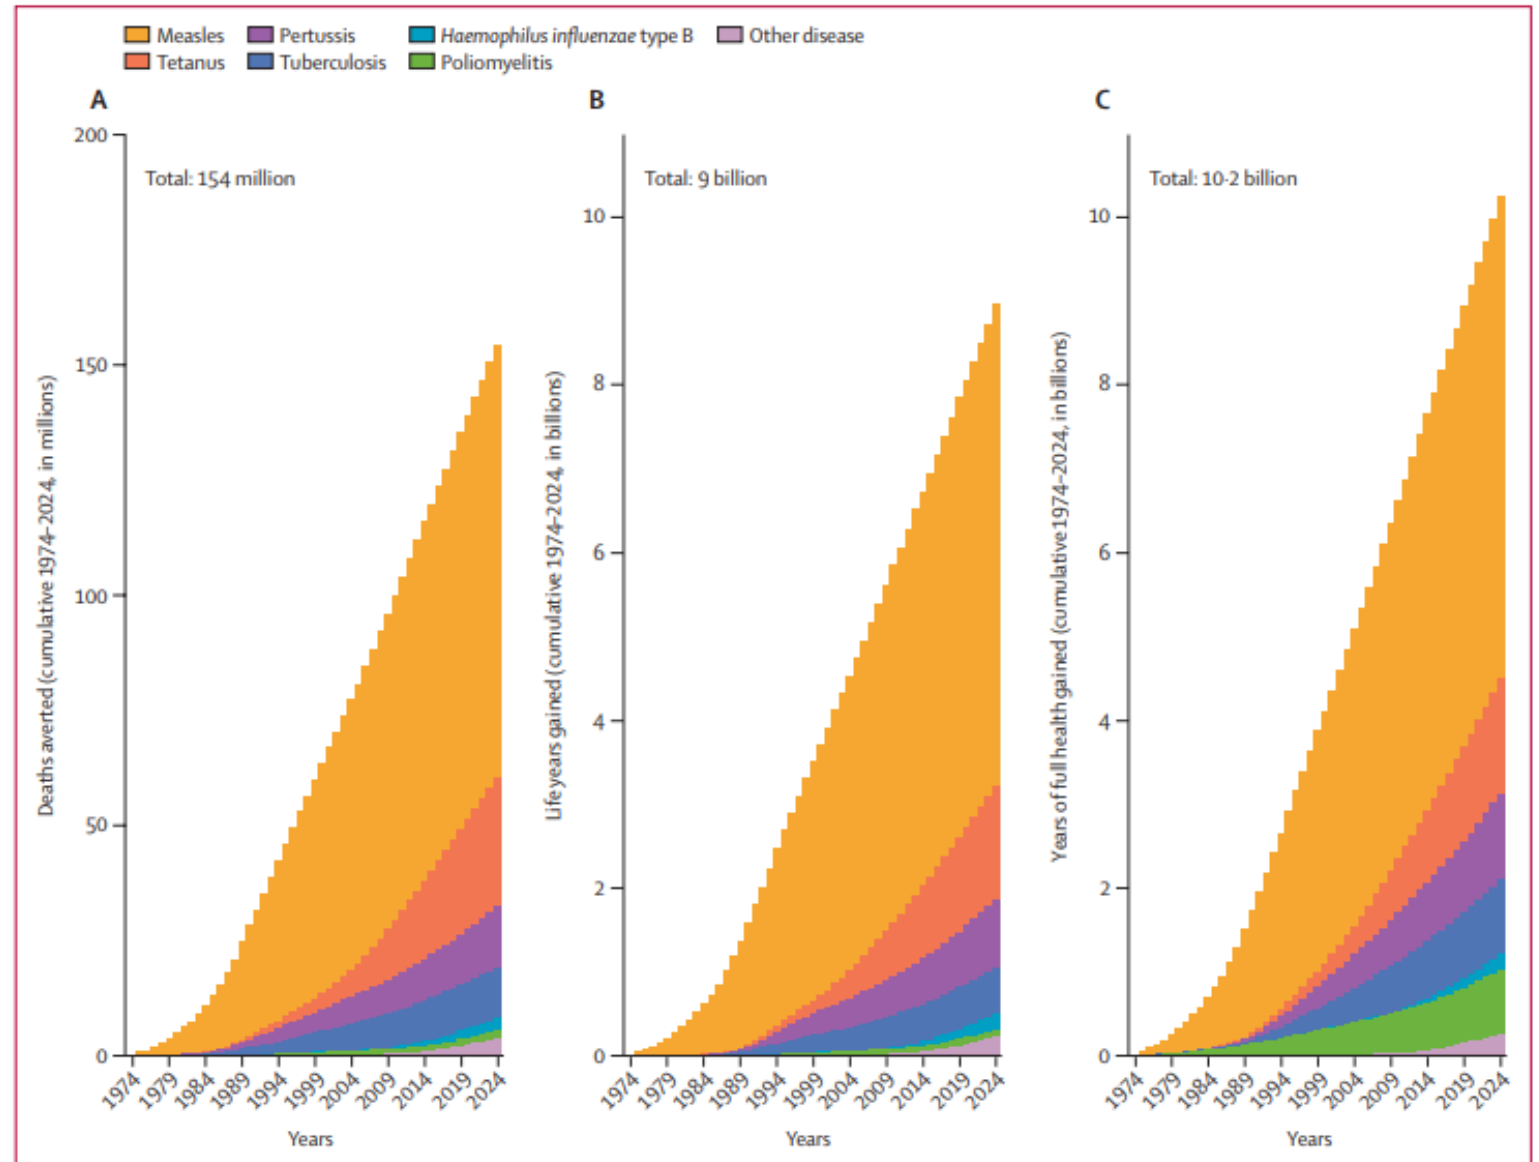 Measles Pertussis Haemophilus influenzae type B Other disease
Tetanus Tuberculosis Poliomyelitis
A
200
150
100
50
0
Total: 154 million
Deaths averted (cumulative 1974–2024, in millions)
1974 1979 1984 1989 1994 1999 2004 2009 2014 2019 2024
Years
B
10
8
6
4
2
0
Total: 9 billion
Life years gained (cumulative 1974–2024, in billions)
1974 1979 1984 1989 1994 1999 2004 2009 2014 2019 2024
Years
C
10
8
6
4
2
0
Total: 10·2 billion
Years of full health gained (cumulative 1974–2024, in billions)
1974 1979 1984 1989 1994 1999 2004 2009 2014 2019 2024
Years